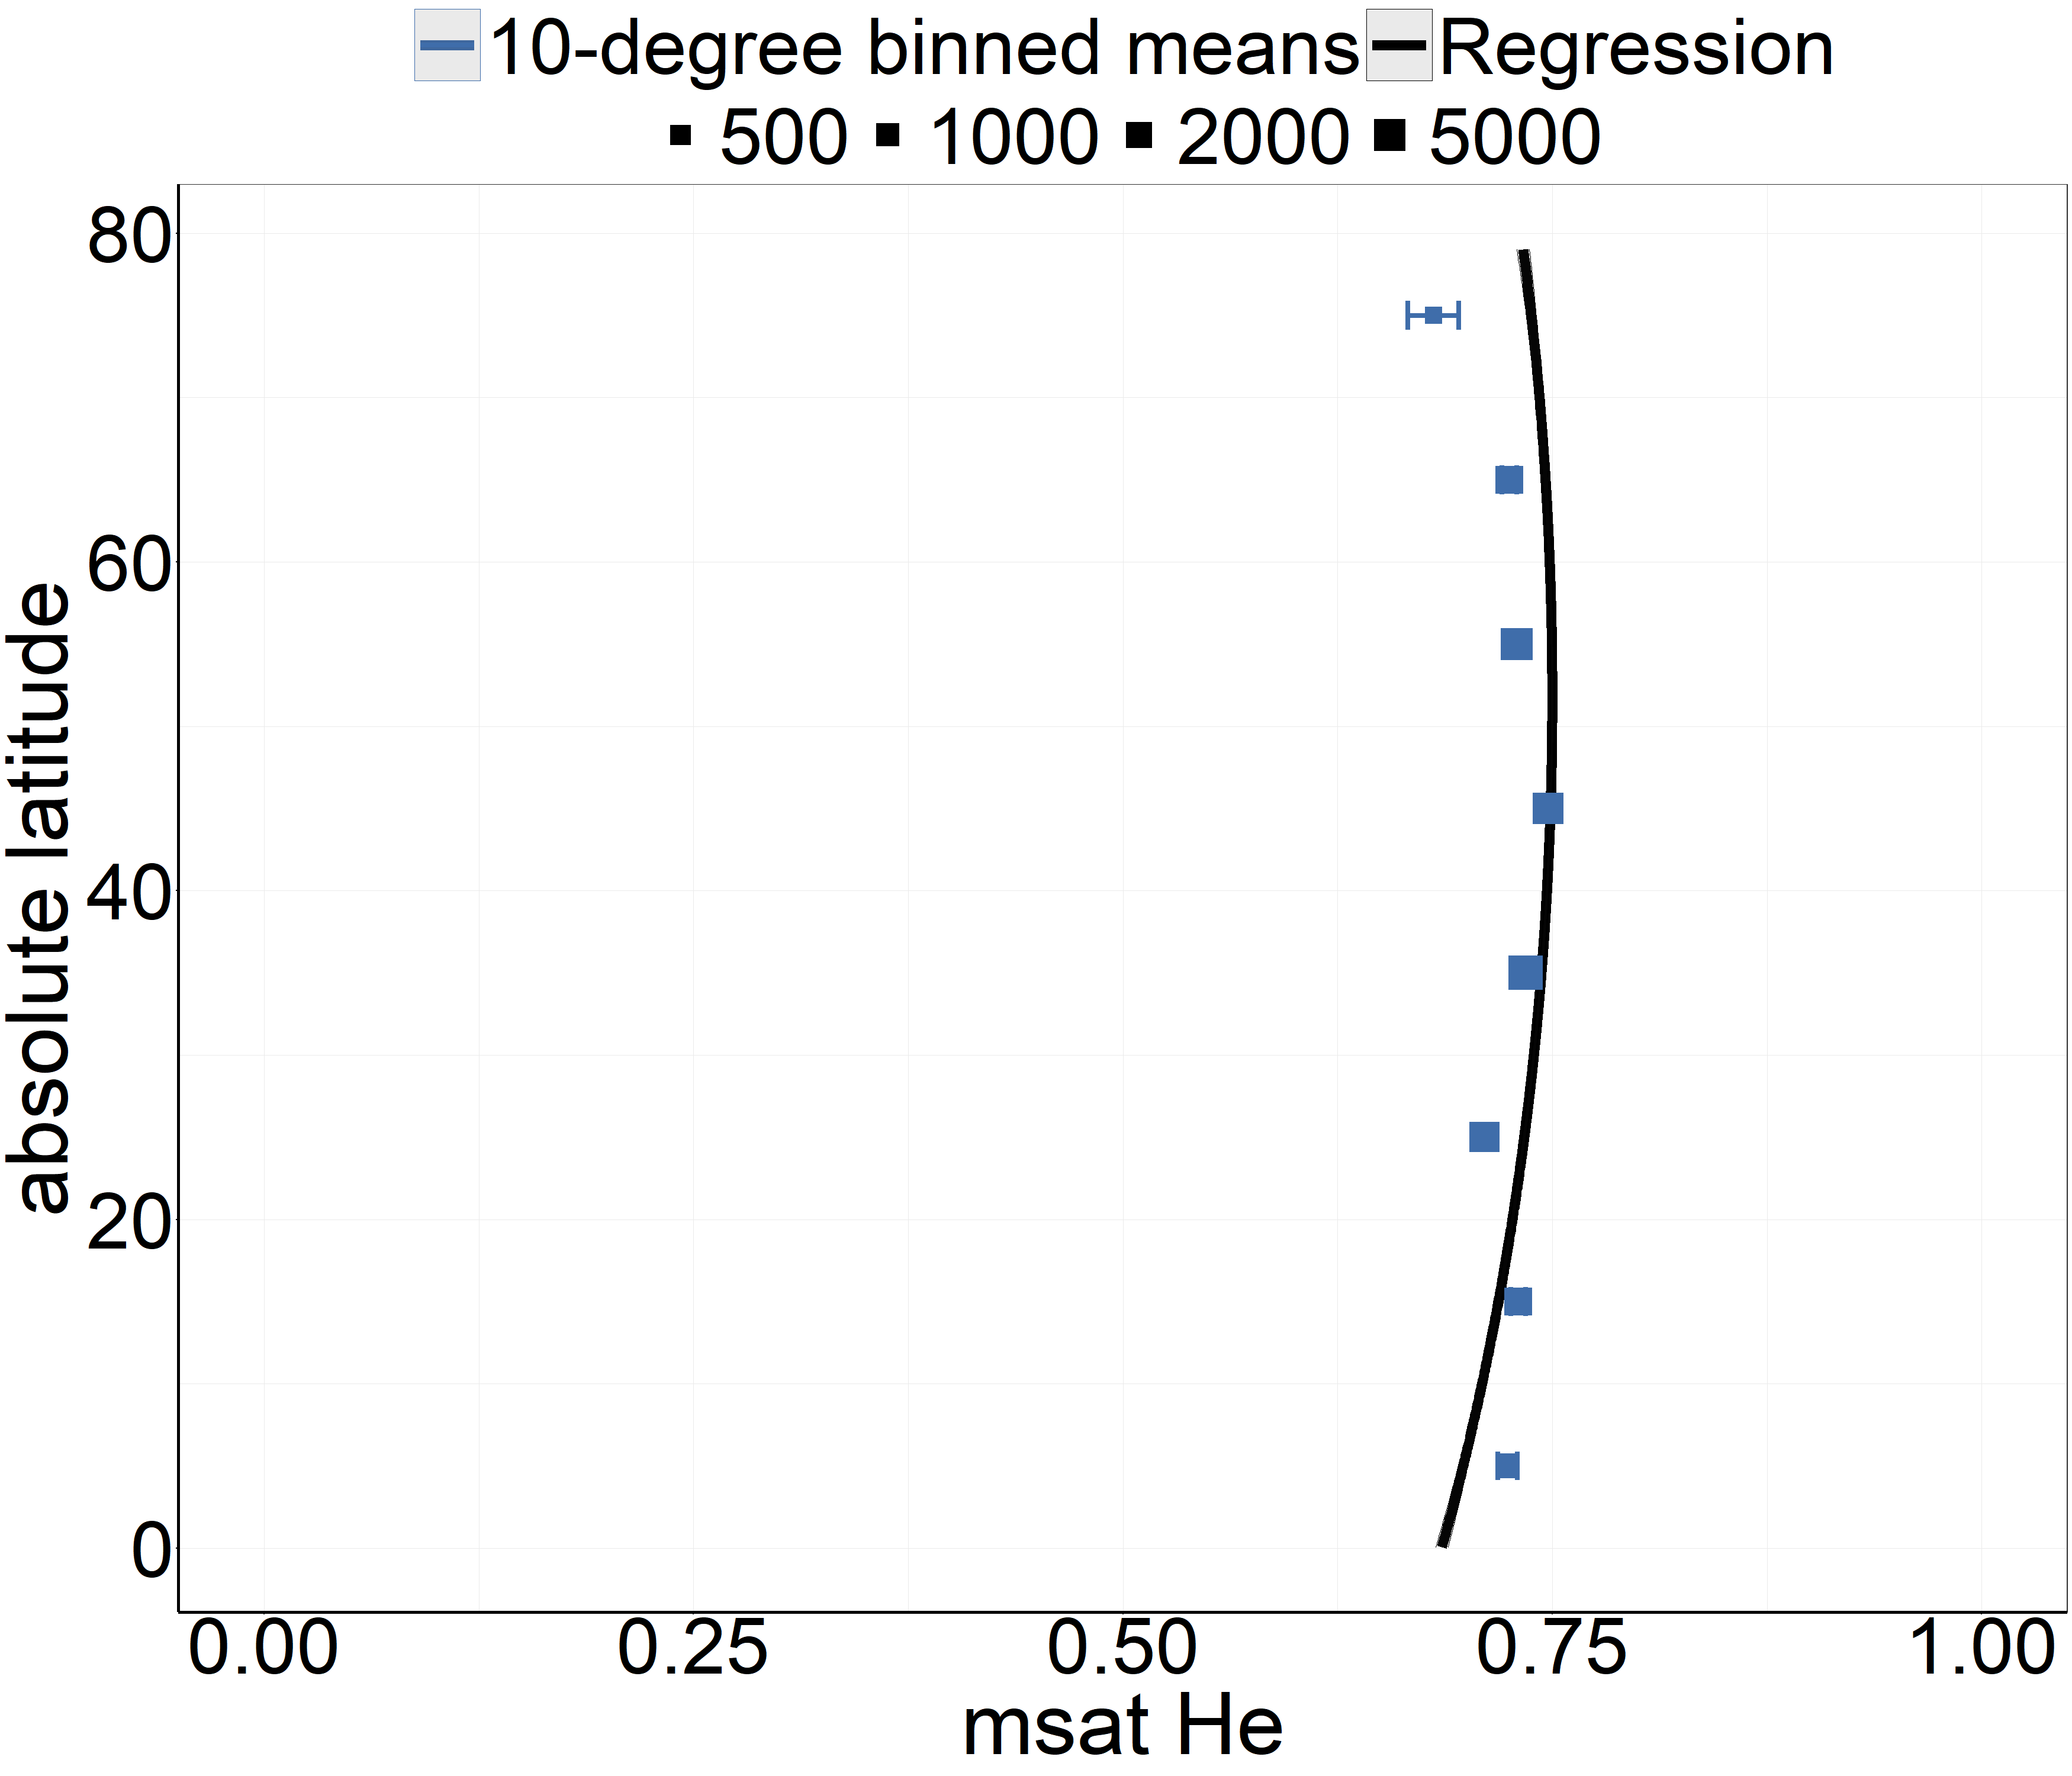 10-degree binned means Regression
500 1000 2000 5000
80
60
40
20
0
absolute latitude
0.00 0.25 0.50 0.75 1.00
msat He